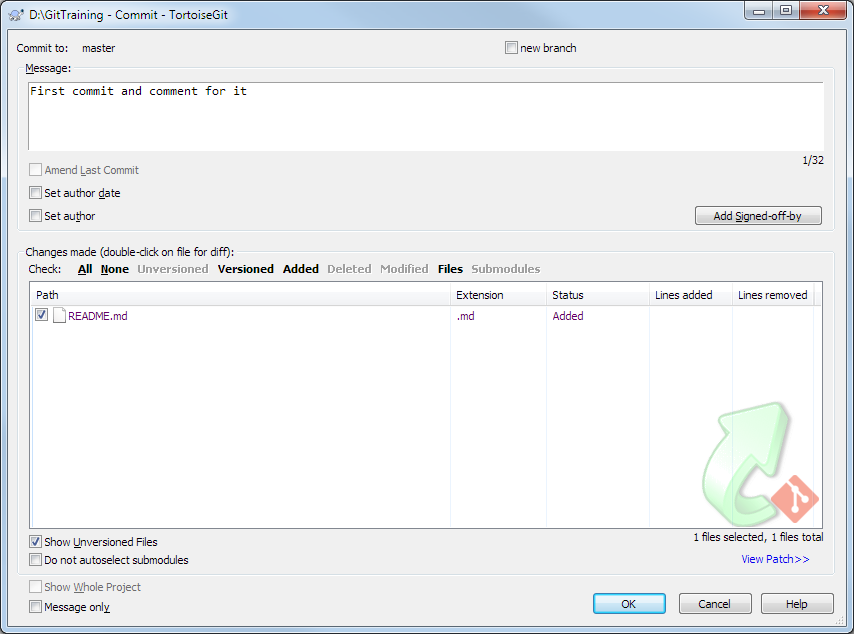 D:\GitTraining - Commit - TortoiseGit
Commit to: master new branch
Message:
First commit and comment for it
1/32
Amend Last Commit
Set author date
Set author Add Signed-off-by
Changes made (double-click on file for diff):
Check: All None Unversioned Versioned Added Deleted Modified Files Submodules
Path Extension Status Lines added Lines removed
README.md .md Added
Show Unversioned Files 1 files selected, 1 files total
Do not autoselect submodules View Patch>>
Show Whole Project
Message only OK Cancel Help